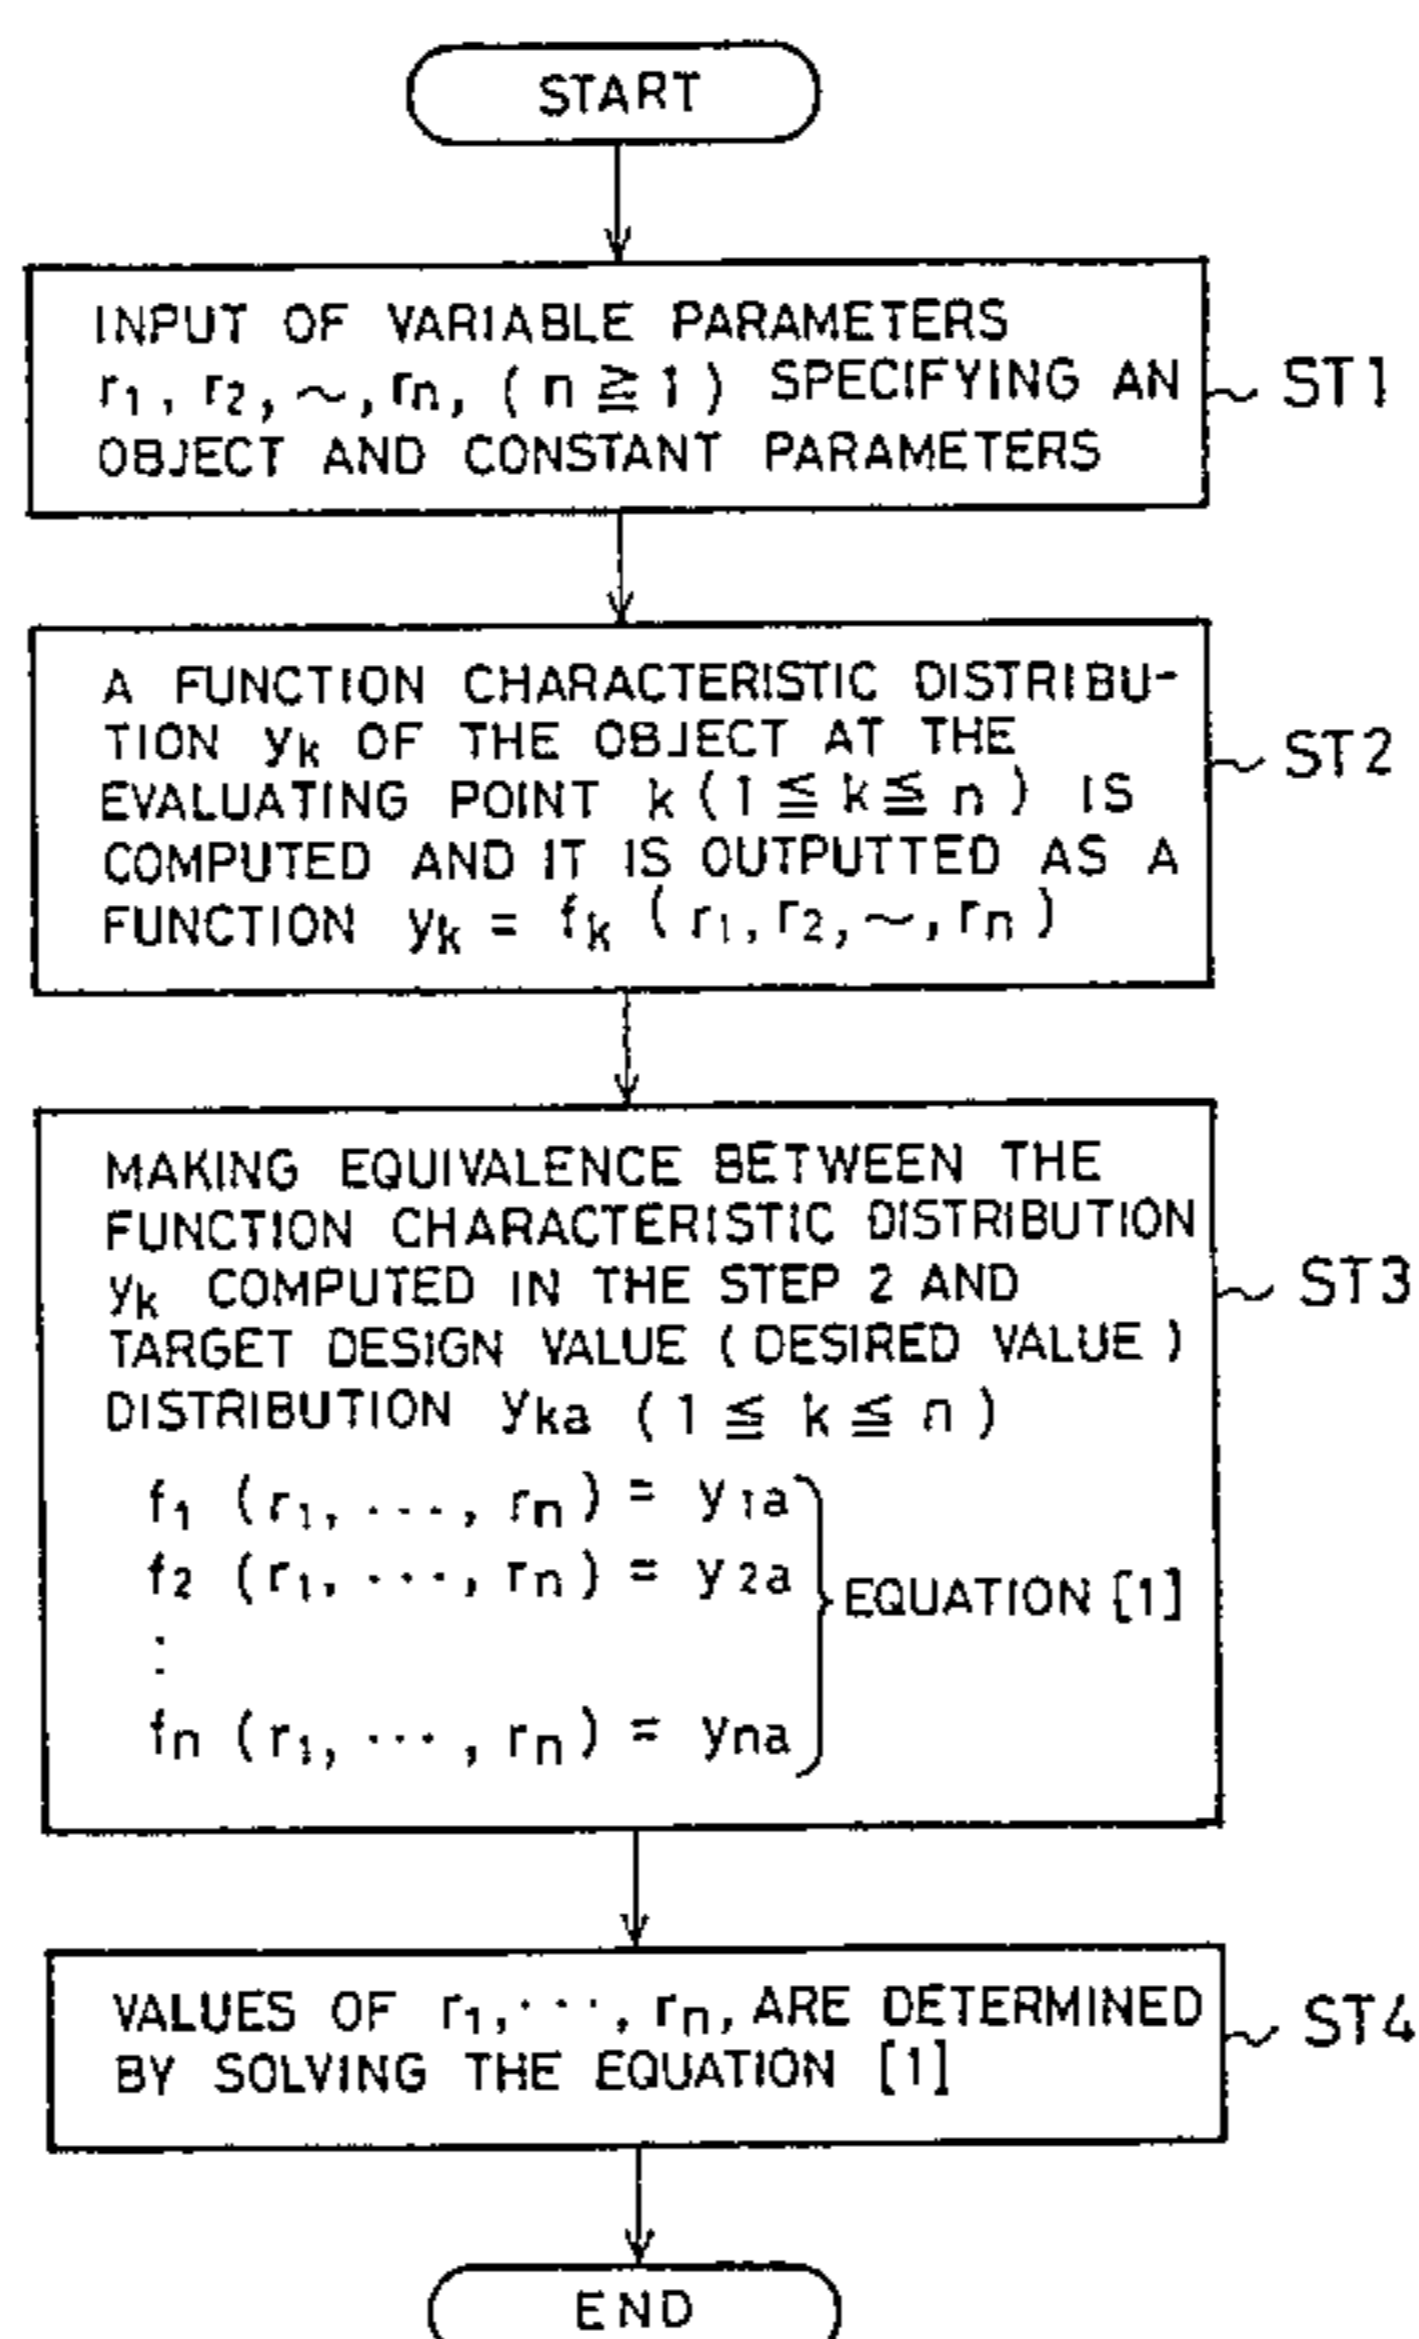 START
INPUT OF VARIABLE PARAMETERS
r1, r2, ~, rn, ( n ≧ 1 ) SPECIFYING AN
OBJECT AND CONSTANT PARAMETERS
ST1
A FUNCTION CHARACTERISTIC DISTRIBU-
TION yk OF THE OBJECT AT THE
EVALUATING POINT k ( 1 ≦ k ≦ n ) IS
COMPUTED AND IT IS OUTPUTTED AS A
FUNCTION yk = fk ( r1, r2, ~, rn )
ST2
MAKING EQUIVALENCE BETWEEN THE
FUNCTION CHARACTERISTIC DISTRIBUTION
yk COMPUTED IN THE STEP 2 AND
TARGET DESIGN VALUE ( DESIRED VALUE )
DISTRIBUTION yka ( 1 ≦ k ≦ n )
f1 ( r1, ..., rn ) = y1a
f2 ( r1, ..., rn ) = y2a
:
fn ( r1, ..., rn ) = yna
EQUATION [1]
ST3
VALUES OF r1, ..., rn, ARE DETERMINED
BY SOLVING THE EQUATION [1]
ST4
END